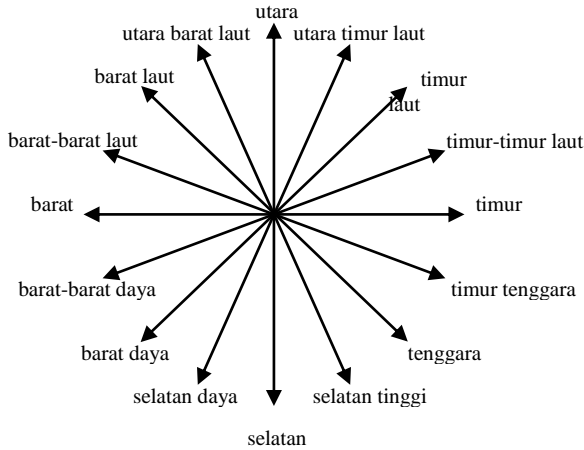 utara
utara barat laut
utara timur laut
barat laut
timur
laut
barat-barat laut
timur-timur laut
barat
timur
barat-barat daya
timur tenggara
barat daya
tenggara
selatan daya
selatan tinggi
selatan